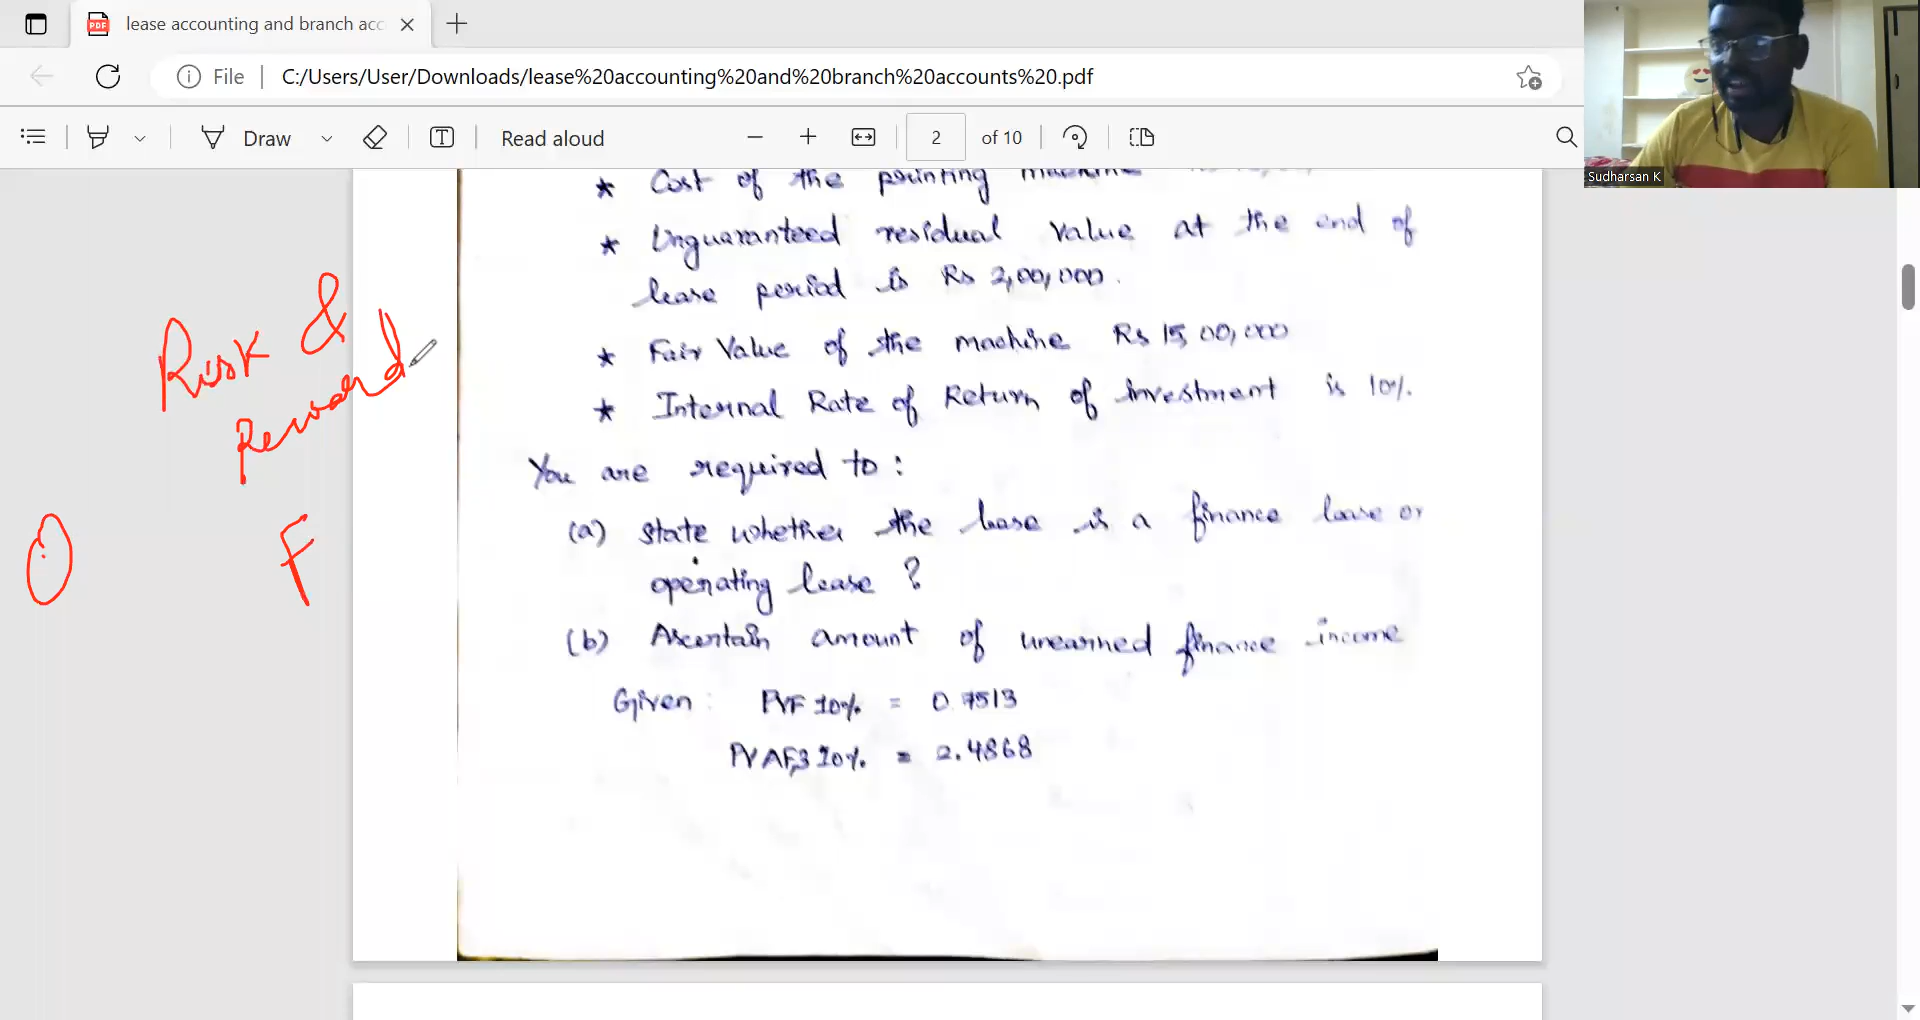 lease accounting and branch acc
File
C:/Users/User/Downloads/lease%20accounting%20and%20branch%20accounts%20.pdf
Draw
Read aloud
2
of 10
Sudharsan K
* Cost of the printing machine
* Unguaranteed residual value at the end of
lease period is Rs 2,00,000.
* Fair Value of the machine Rs 15,00,000
* Internal Rate of Return of investment is 10%.
You are required to:
(a) state whether the lease is a finance lease or
operating lease ?
(b) Ascertain amount of unearned finance income
Given: PVF 10% = 0.7513
PVAF,3 10% = 2.4868
Risk &
Reward
O
F